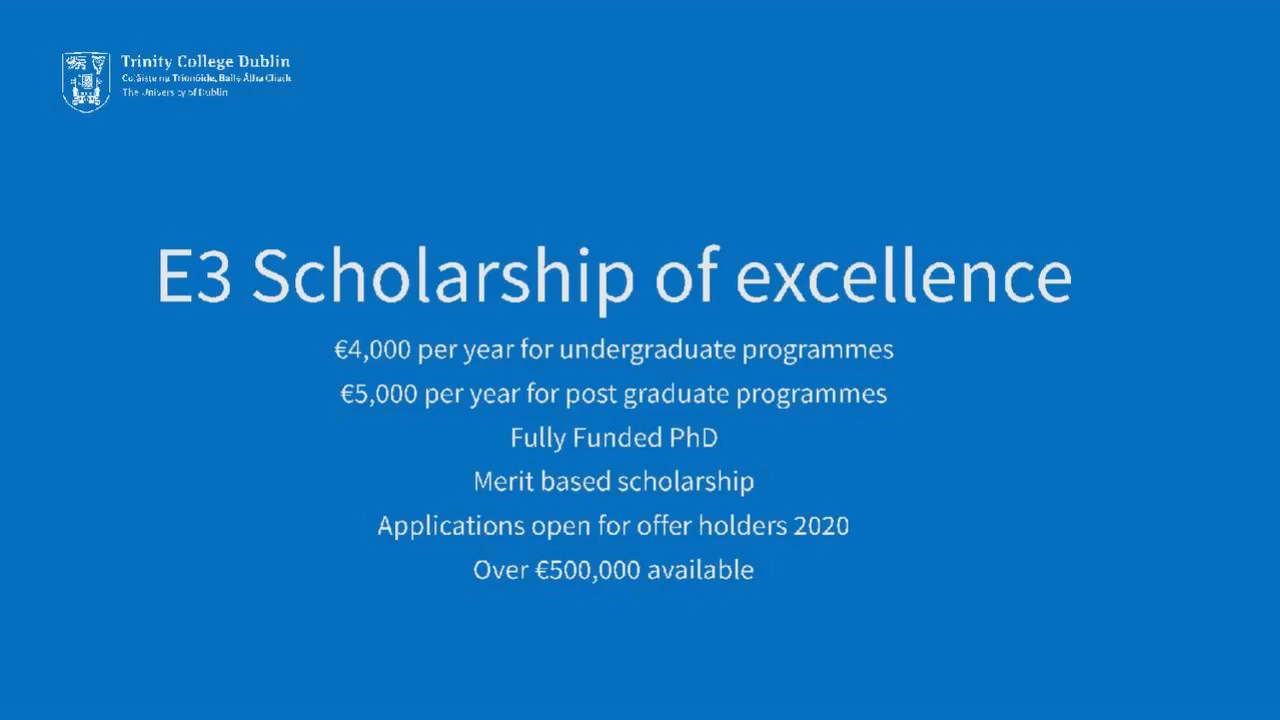 Trinity College Dublin
Coláiste na Tríonóide, Baile Átha Cliath
The University of Dublin
E3 Scholarship of excellence
€4,000 per year for undergraduate programmes
€5,000 per year for post graduate programmes
Fully Funded PhD
Merit based scholarship
Applications open for offer holders 2020
Over €500,000 available